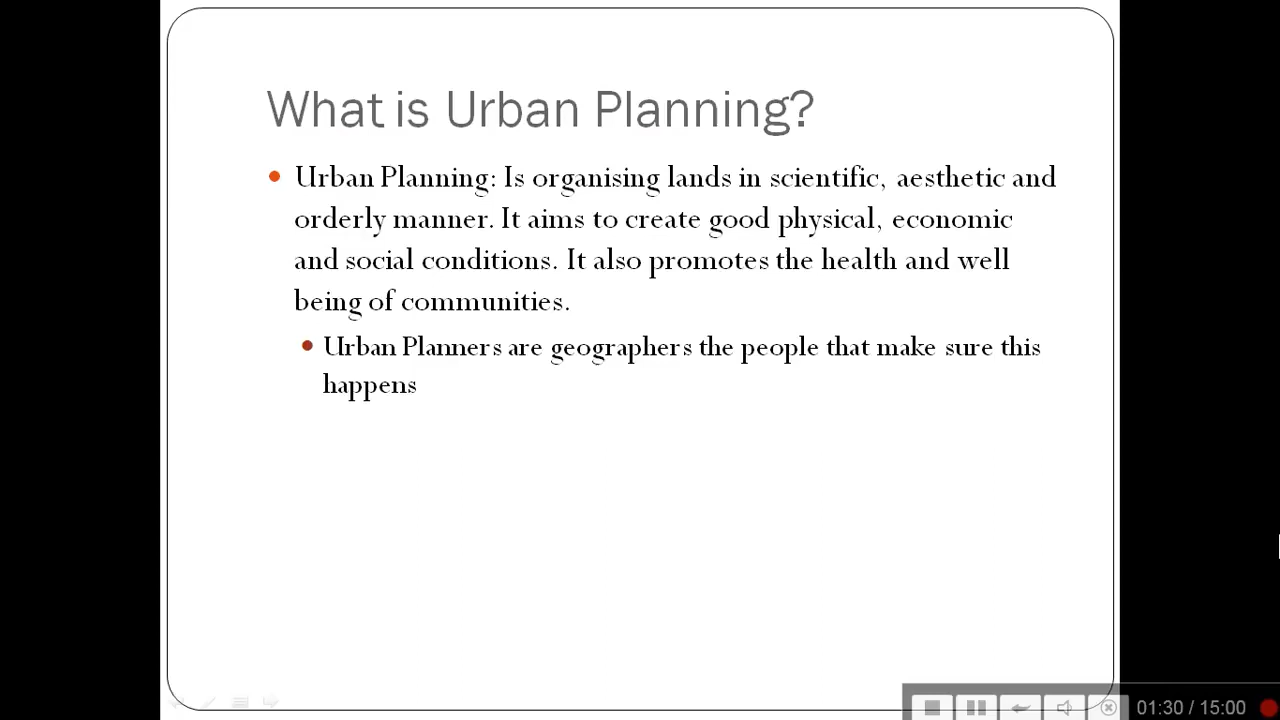 What is Urban Planning?
Urban Planning: Is organising lands in scientific, aesthetic and
orderly manner. It aims to create good physical, economic
and social conditions. It also promotes the health and well
being of communities.
Urban Planners are geographers the people that make sure this
happens
01:30 / 15:00